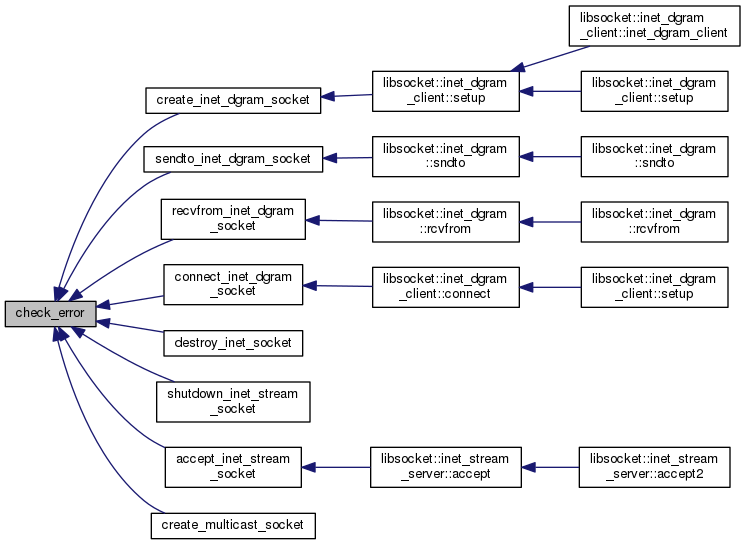 libsocket::inet_dgram
_client::inet_dgram_client
create_inet_dgram_socket
libsocket::inet_dgram
_client::setup
libsocket::inet_dgram
_client::setup
sendto_inet_dgram_socket
libsocket::inet_dgram
::sndto
libsocket::inet_dgram
::sndto
recvfrom_inet_dgram
_socket
libsocket::inet_dgram
::rcvfrom
libsocket::inet_dgram
::rcvfrom
connect_inet_dgram
_socket
libsocket::inet_dgram
_client::connect
libsocket::inet_dgram
_client::setup
check_error
destroy_inet_socket
shutdown_inet_stream
_socket
accept_inet_stream
_socket
libsocket::inet_stream
_server::accept
libsocket::inet_stream
_server::accept2
create_multicast_socket